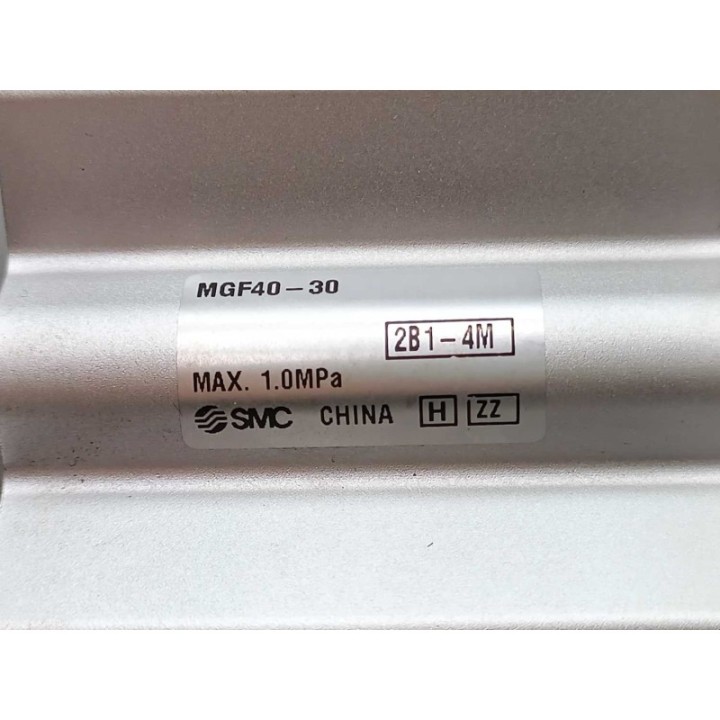 MGF40-30
2B1-4M
MAX. 1.0MPa
SMC CHINA H ZZ